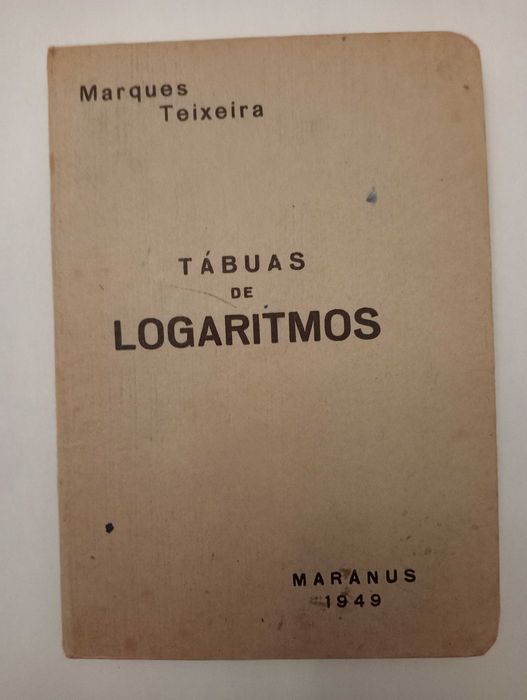 Marques
Teixeira
TÁBUAS
DE
LOGARITMOS
MARANUS
1949